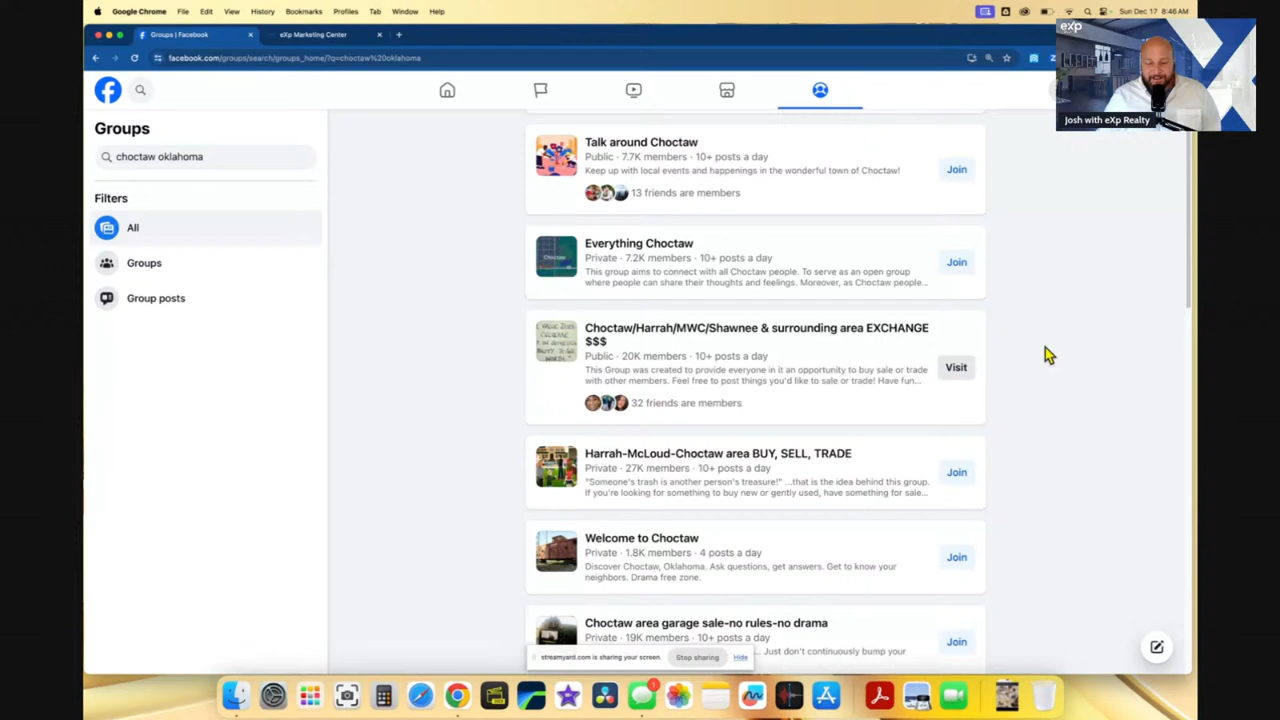 Google Chrome File Edit View History Bookmarks Profiles Tab Window Help Sun Dec 17 8:46 AM
Groups | Facebook eXp Marketing Center
facebook.com/groups/search/groups_home/?q=choctaw%20oklahoma
eXp
REALTY
Josh with eXp Realty
Groups
choctaw oklahoma
Filters
All
Groups
Group posts
Talk around Choctaw
Public · 7.7K members · 10+ posts a day
Keep up with local events and happenings in the wonderful town of Choctaw!
13 friends are members
Join
Everything Choctaw
Private · 7.2K members · 10+ posts a day
This group aims to connect with all Choctaw people. To serve as an open group
where people can share their thoughts and feelings. Moreover, as Choctaw people...
Join
Choctaw/Harrah/MWC/Shawnee & surrounding area EXCHANGE
$$$
Public · 20K members · 10+ posts a day
This Group was created to provide everyone in it an opportunity to buy sale or trade
with other members. Feel free to post things you'd like to sale or trade! Have fun...
32 friends are members
Visit
Harrah-McLoud-Choctaw area BUY, SELL, TRADE
Private · 27K members · 10+ posts a day
"Someone's trash is another person's treasure!" ...that is the idea behind this group.
If you're looking for something to buy new or gently used, have something for sale...
Join
Welcome to Choctaw
Private · 1.8K members · 4 posts a day
Discover Choctaw, Oklahoma. Ask questions, get answers. Get to know your
neighbors. Drama free zone.
Join
Choctaw area garage sale-no rules-no drama
Private · 19K members · 10+ posts a day
... Just don't continuously bump your
Join
streamyard.com is sharing your screen. Stop sharing Hide